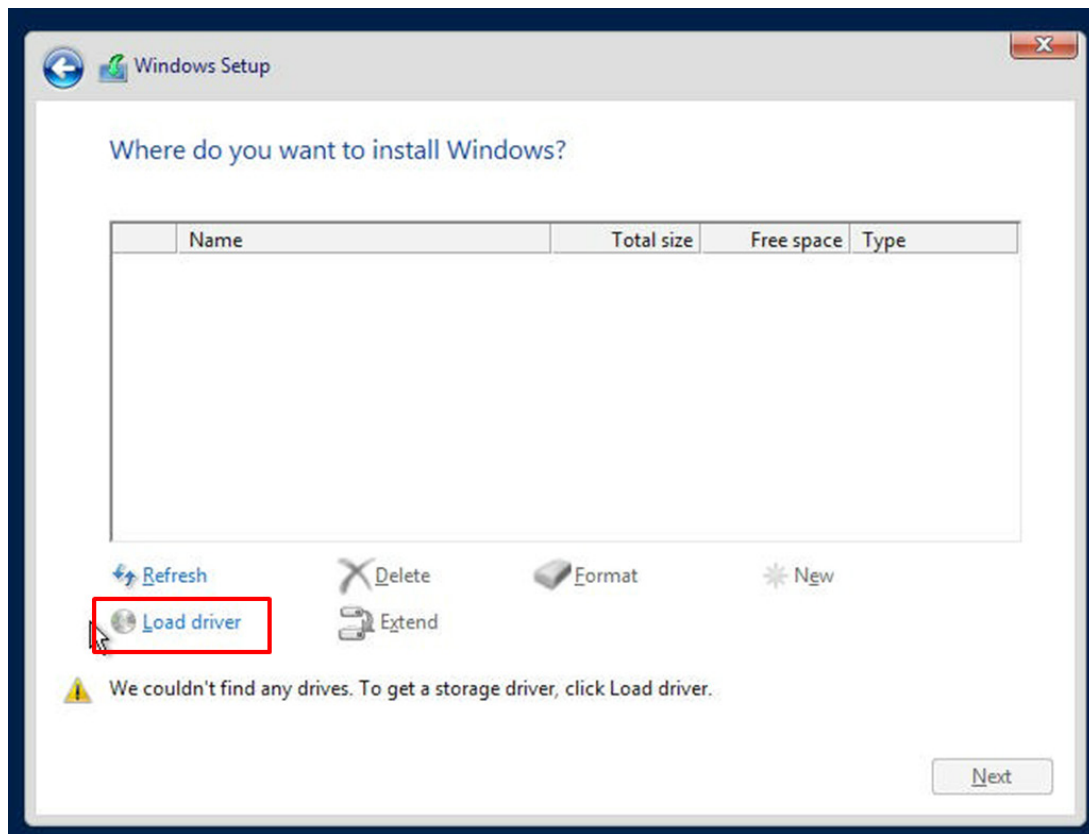 Windows Setup
Where do you want to install Windows?
Name Total size Free space Type
Refresh Delete Format New
Load driver Extend
We couldn't find any drives. To get a storage driver, click Load driver.
Next